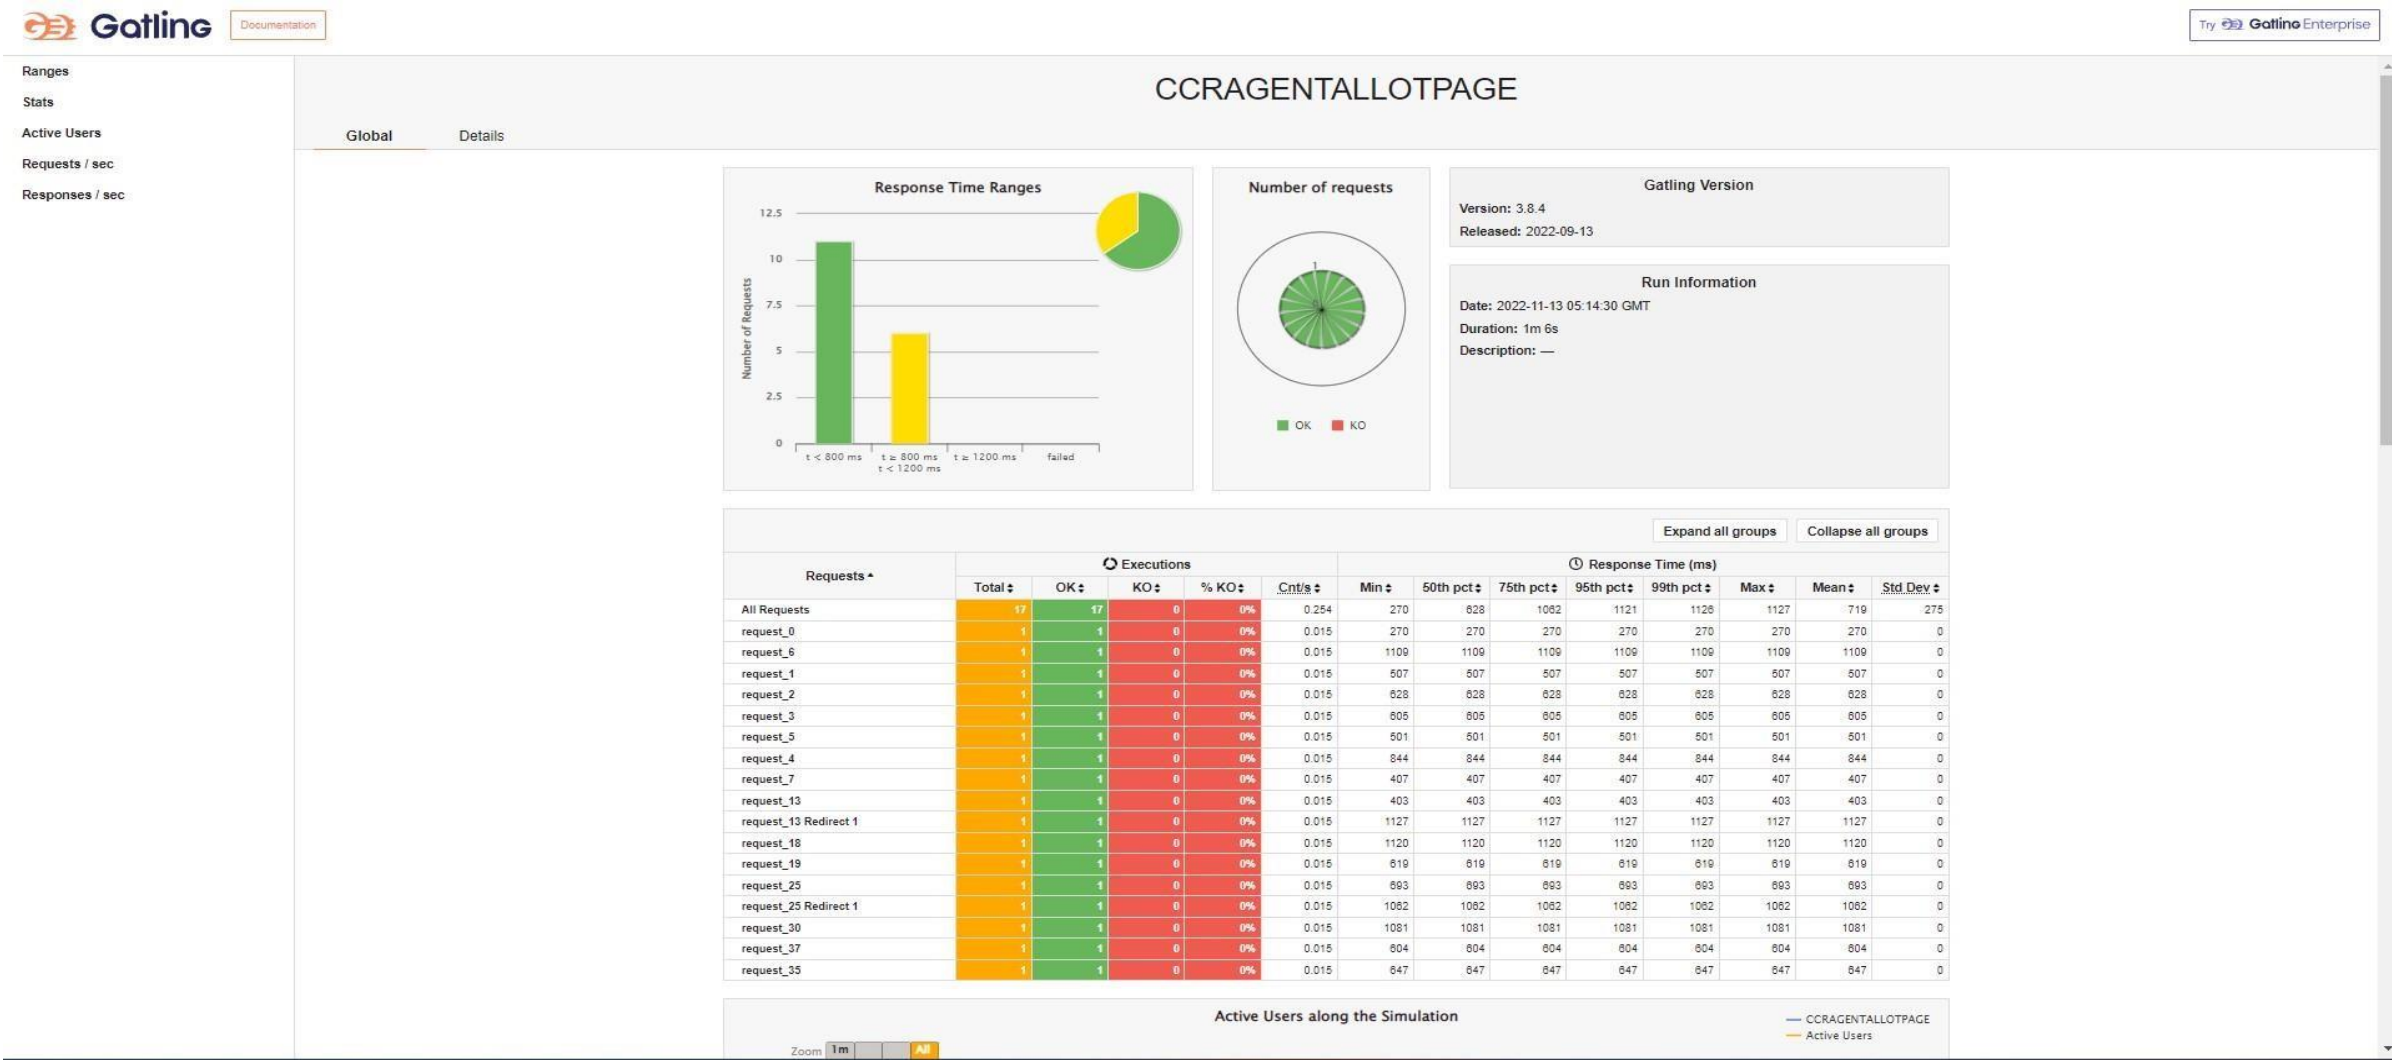 Gatling Documentation
Try Gatling Enterprise
Ranges
Stats
Active Users
Requests / sec
Responses / sec
CCRAGENTALLOTPAGE
Global Details
Response Time Ranges
Number of Requests
12.5
10
7.5
5
2.5
0
t < 800 ms
t ≥ 800 ms
t < 1200 ms
t ≥ 1200 ms
failed
Number of requests
1
0
OK KO
Gatling Version
Version: 3.8.4
Released: 2022-09-13
Run Information
Date: 2022-11-13 05:14:30 GMT
Duration: 1m 6s
Description: —
Expand all groups Collapse all groups
Requests Executions Response Time (ms)
Total OK KO % KO Cnt/s Min 50th pct 75th pct 95th pct 99th pct Max Mean Std Dev
All Requests 17 17 0 0% 0.254 270 628 1062 1121 1126 1127 719 275
request_0 1 1 0 0% 0.015 270 270 270 270 270 270 270 0
request_6 1 1 0 0% 0.015 1109 1109 1109 1109 1109 1109 1109 0
request_1 1 1 0 0% 0.015 507 507 507 507 507 507 507 0
request_2 1 1 0 0% 0.015 628 628 628 628 628 628 628 0
request_3 1 1 0 0% 0.015 605 605 605 605 605 605 605 0
request_5 1 1 0 0% 0.015 501 501 501 501 501 501 501 0
request_4 1 1 0 0% 0.015 844 844 844 844 844 844 844 0
request_7 1 1 0 0% 0.015 407 407 407 407 407 407 407 0
request_13 1 1 0 0% 0.015 403 403 403 403 403 403 403 0
request_13 Redirect 1 1 1 0 0% 0.015 1127 1127 1127 1127 1127 1127 1127 0
request_18 1 1 0 0% 0.015 1120 1120 1120 1120 1120 1120 1120 0
request_19 1 1 0 0% 0.015 619 619 619 619 619 619 619 0
request_25 1 1 0 0% 0.015 693 693 693 693 693 693 693 0
request_25 Redirect 1 1 1 0 0% 0.015 1062 1062 1062 1062 1062 1062 1062 0
request_30 1 1 0 0% 0.015 1081 1081 1081 1081 1081 1081 1081 0
request_37 1 1 0 0% 0.015 604 604 604 604 604 604 604 0
request_35 1 1 0 0% 0.015 647 647 647 647 647 647 647 0
Active Users along the Simulation
CCRAGENTALLOTPAGE
Active Users
Zoom 1m All